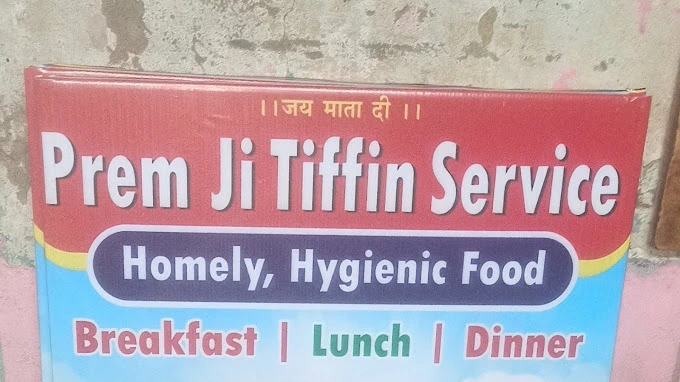 ।।जय माता दी ।।
Prem Ji Tiffin Service
Homely, Hygienic Food
Breakfast | Lunch | Dinner